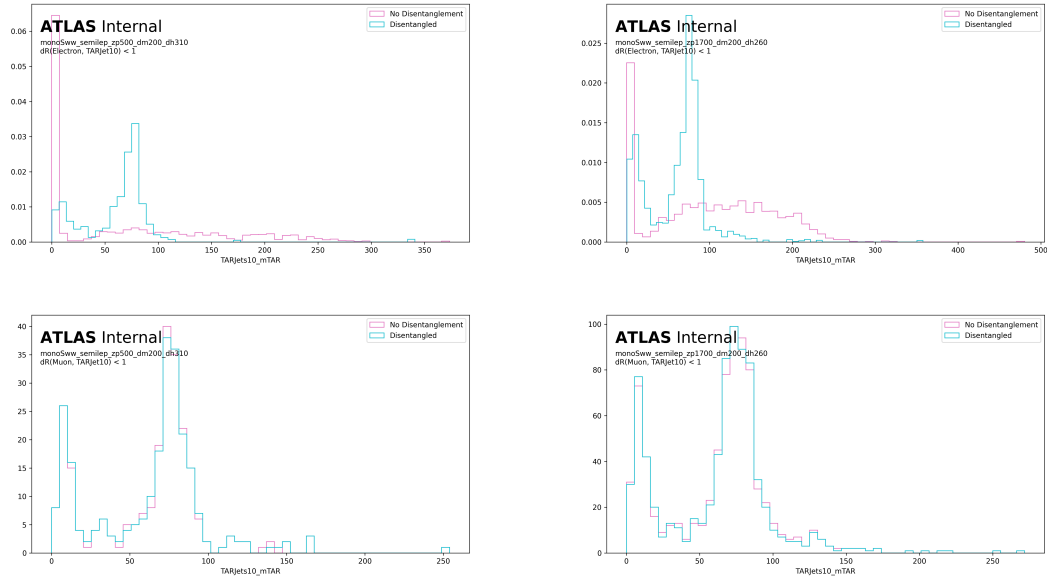 ATLAS Internal
monoSww_semilep_zp500_dm200_dh310
dR(Electron, TARJet10) < 1
No Disentanglement
Disentangled
0.06
0.05
0.04
0.03
0.02
0.01
0.00
0 50 100 150 200 250 300 350
TARJets10_mTAR
ATLAS Internal
monoSww_semilep_zp1700_dm200_dh260
dR(Electron, TARJet10) < 1
No Disentanglement
Disentangled
0.025
0.020
0.015
0.010
0.005
0.000
0 100 200 300 400 500
TARJets10_mTAR
ATLAS Internal
monoSww_semilep_zp500_dm200_dh310
dR(Muon, TARJet10) < 1
No Disentanglement
Disentangled
40
35
30
25
20
15
10
5
0
0 50 100 150 200 250
TARJets10_mTAR
ATLAS Internal
monoSww_semilep_zp1700_dm200_dh260
dR(Muon, TARJet10) < 1
No Disentanglement
Disentangled
100
80
60
40
20
0
0 50 100 150 200 250
TARJets10_mTAR